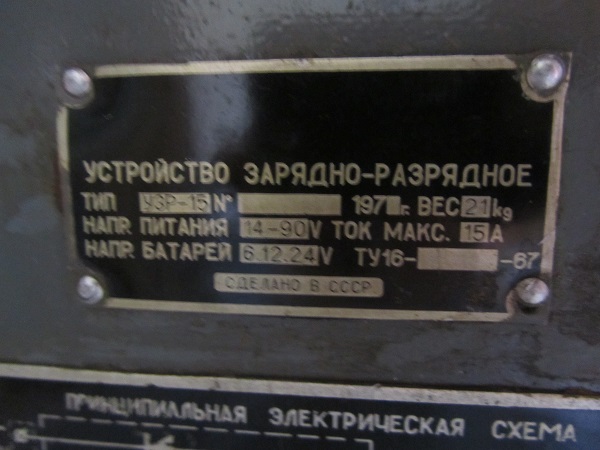 УСТРОЙСТВО ЗАРЯДНО-РАЗРЯДНОЕ
ТИП УЗР-15 № 197 г. ВЕС 21 kg
НАПР. ПИТАНИЯ 14-90 V ТОК МАКС. 15 А
НАПР. БАТАРЕЙ 6.12.24 V ТУ16- -67
СДЕЛАНО В СССР
ПРИНЦИПИАЛЬНАЯ ЭЛЕКТРИЧЕСКАЯ СХЕМА